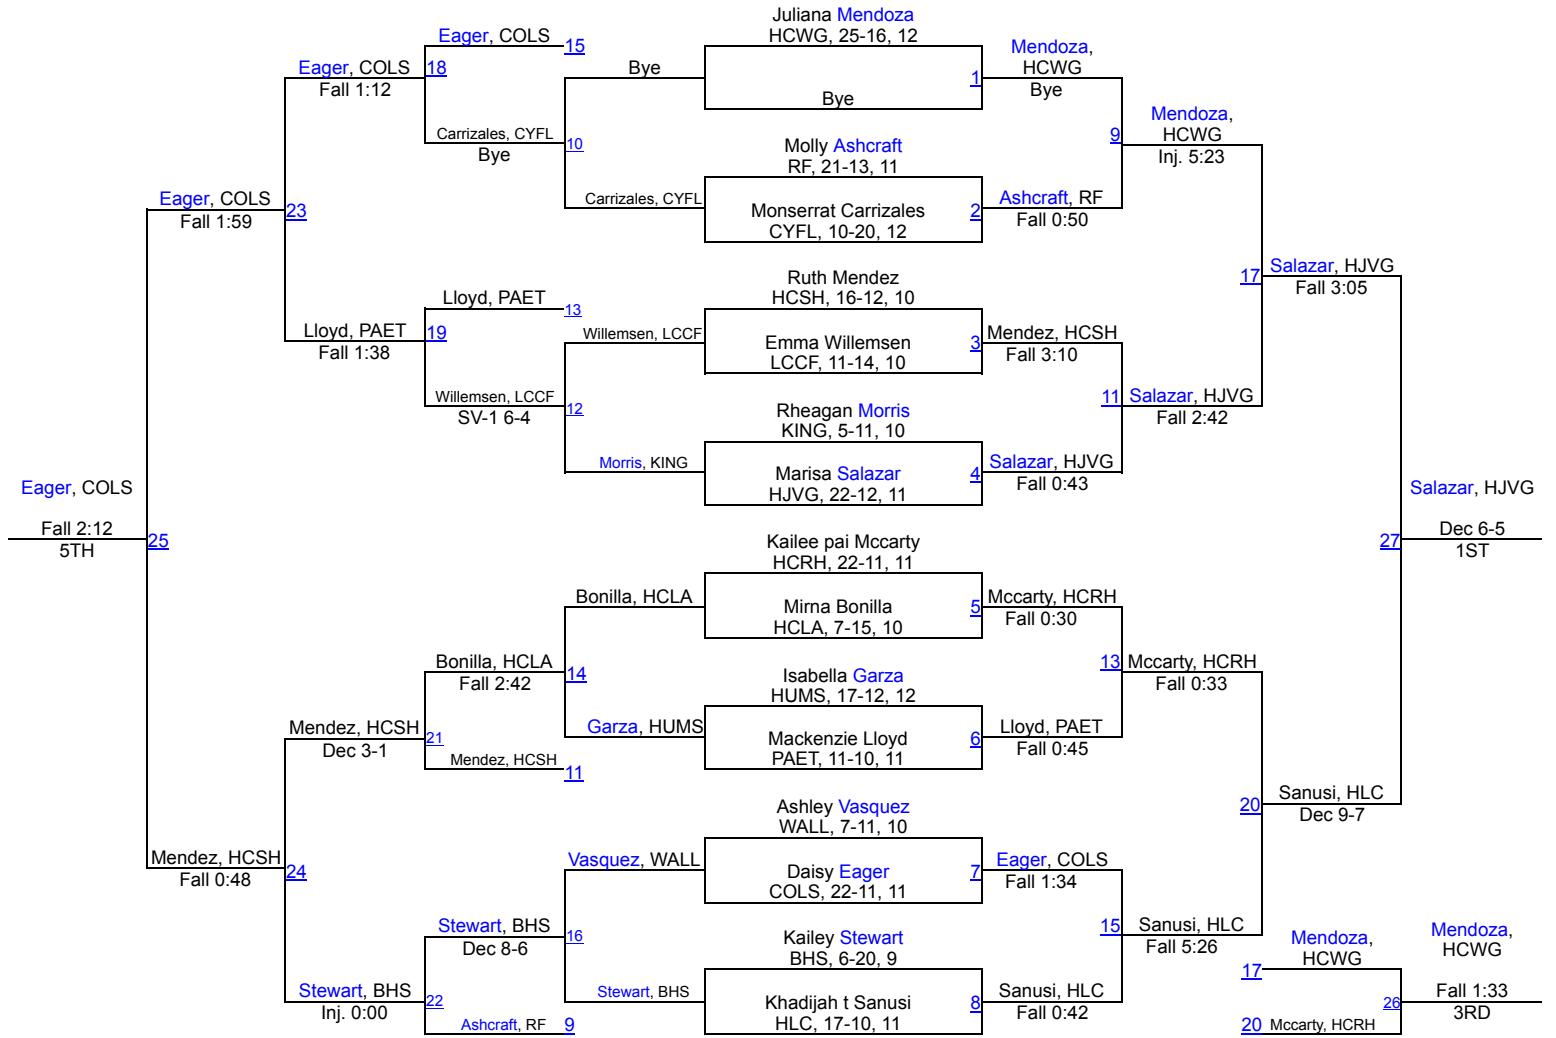 Juliana Mendoza
HCWG, 25-16, 12
Bye
Molly Ashcraft
RF, 21-13, 11
Monserrat Carrizales
CYFL, 10-20, 12
Ruth Mendez
HCSH, 16-12, 10
Emma Willemsen
LCCF, 11-14, 10
Rheagan Morris
KING, 5-11, 10
Marisa Salazar
HJVG, 22-12, 11
Kailee pai Mccarty
HCRH, 22-11, 11
Mirna Bonilla
HCLA, 7-15, 10
Isabella Garza
HUMS, 17-12, 12
Mackenzie Lloyd
PAET, 11-10, 11
Ashley Vasquez
WALL, 7-11, 10
Daisy Eager
COLS, 22-11, 11
Kailey Stewart
BHS, 6-20, 9
Khadijah t Sanusi
HLC, 17-10, 11
1
2
3
4
5
6
7
8
Mendoza,
HCWG
Bye
Ashcraft, RF
Fall 0:50
Mendez, HCSH
Fall 3:10
Salazar, HJVG
Fall 0:43
Mccarty, HCRH
Fall 0:30
Lloyd, PAET
Fall 0:45
Eager, COLS
Fall 1:34
Sanusi, HLC
Fall 0:42
9
11
13
15
Mendoza,
HCWG
Inj. 5:23
Salazar, HJVG
Fall 2:42
Mccarty, HCRH
Fall 0:33
Sanusi, HLC
Fall 5:26
17
20
Salazar, HJVG
Fall 3:05
Sanusi, HLC
Dec 9-7
27
Salazar, HJVG
Dec 6-5
1ST
17
Mendoza,
HCWG
20
Mccarty, HCRH
26
Mendoza,
HCWG
Fall 1:33
3RD
Bye
Carrizales, CYFL
Willemsen, LCCF
Morris, KING
Bonilla, HCLA
Garza, HUMS
Vasquez, WALL
Stewart, BHS
10
12
14
16
Eager, COLS
15
Carrizales, CYFL
Bye
Lloyd, PAET
13
Willemsen, LCCF
SV-1 6-4
Bonilla, HCLA
Fall 2:42
Mendez, HCSH
11
Stewart, BHS
Dec 8-6
Ashcraft, RF
9
18
19
21
22
Eager, COLS
Fall 1:12
Lloyd, PAET
Fall 1:38
Mendez, HCSH
Dec 3-1
Stewart, BHS
Inj. 0:00
23
24
Eager, COLS
Fall 1:59
Mendez, HCSH
Fall 0:48
25
Eager, COLS
Fall 2:12
5TH